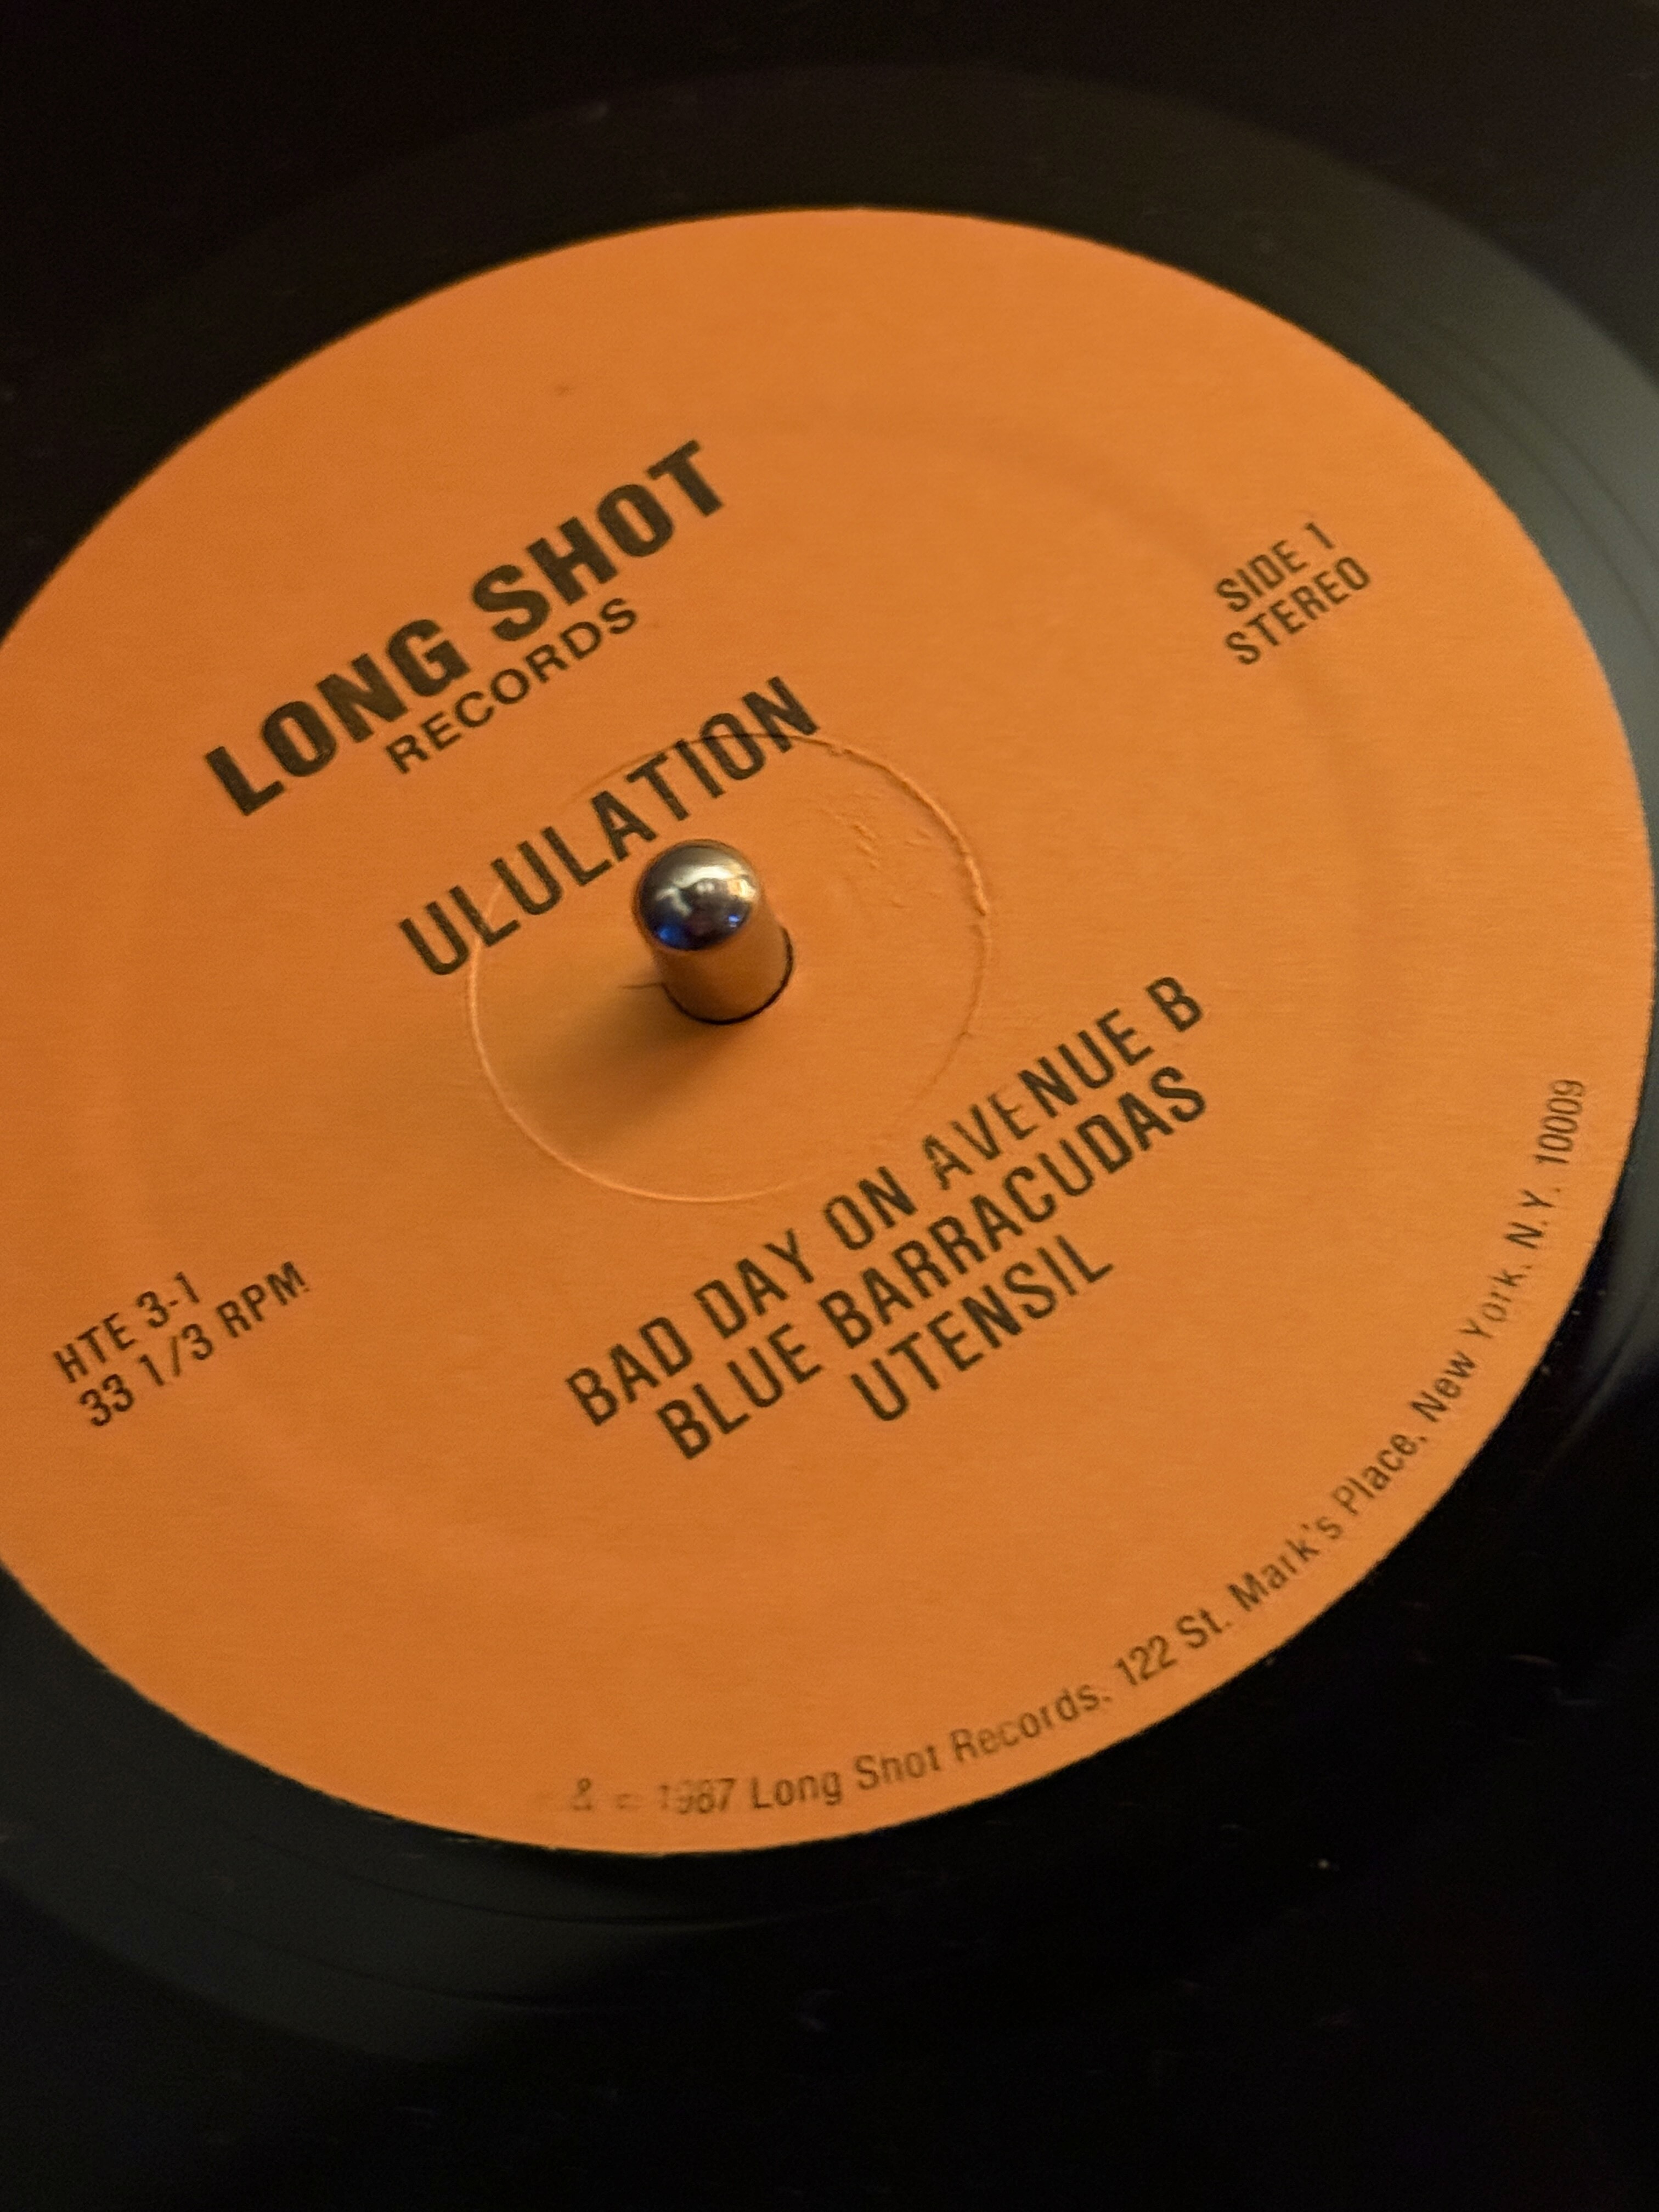 LONG SHOT
RECORDS
SIDE 1
STEREO
ULULATION
HTE 3-1
33 1/3 RPM
BAD DAY ON AVENUE B
BLUE BARRACUDAS
UTENSIL
& 1987 Long Shot Records. 122 St. Mark's Place, New York, N.Y. 10009